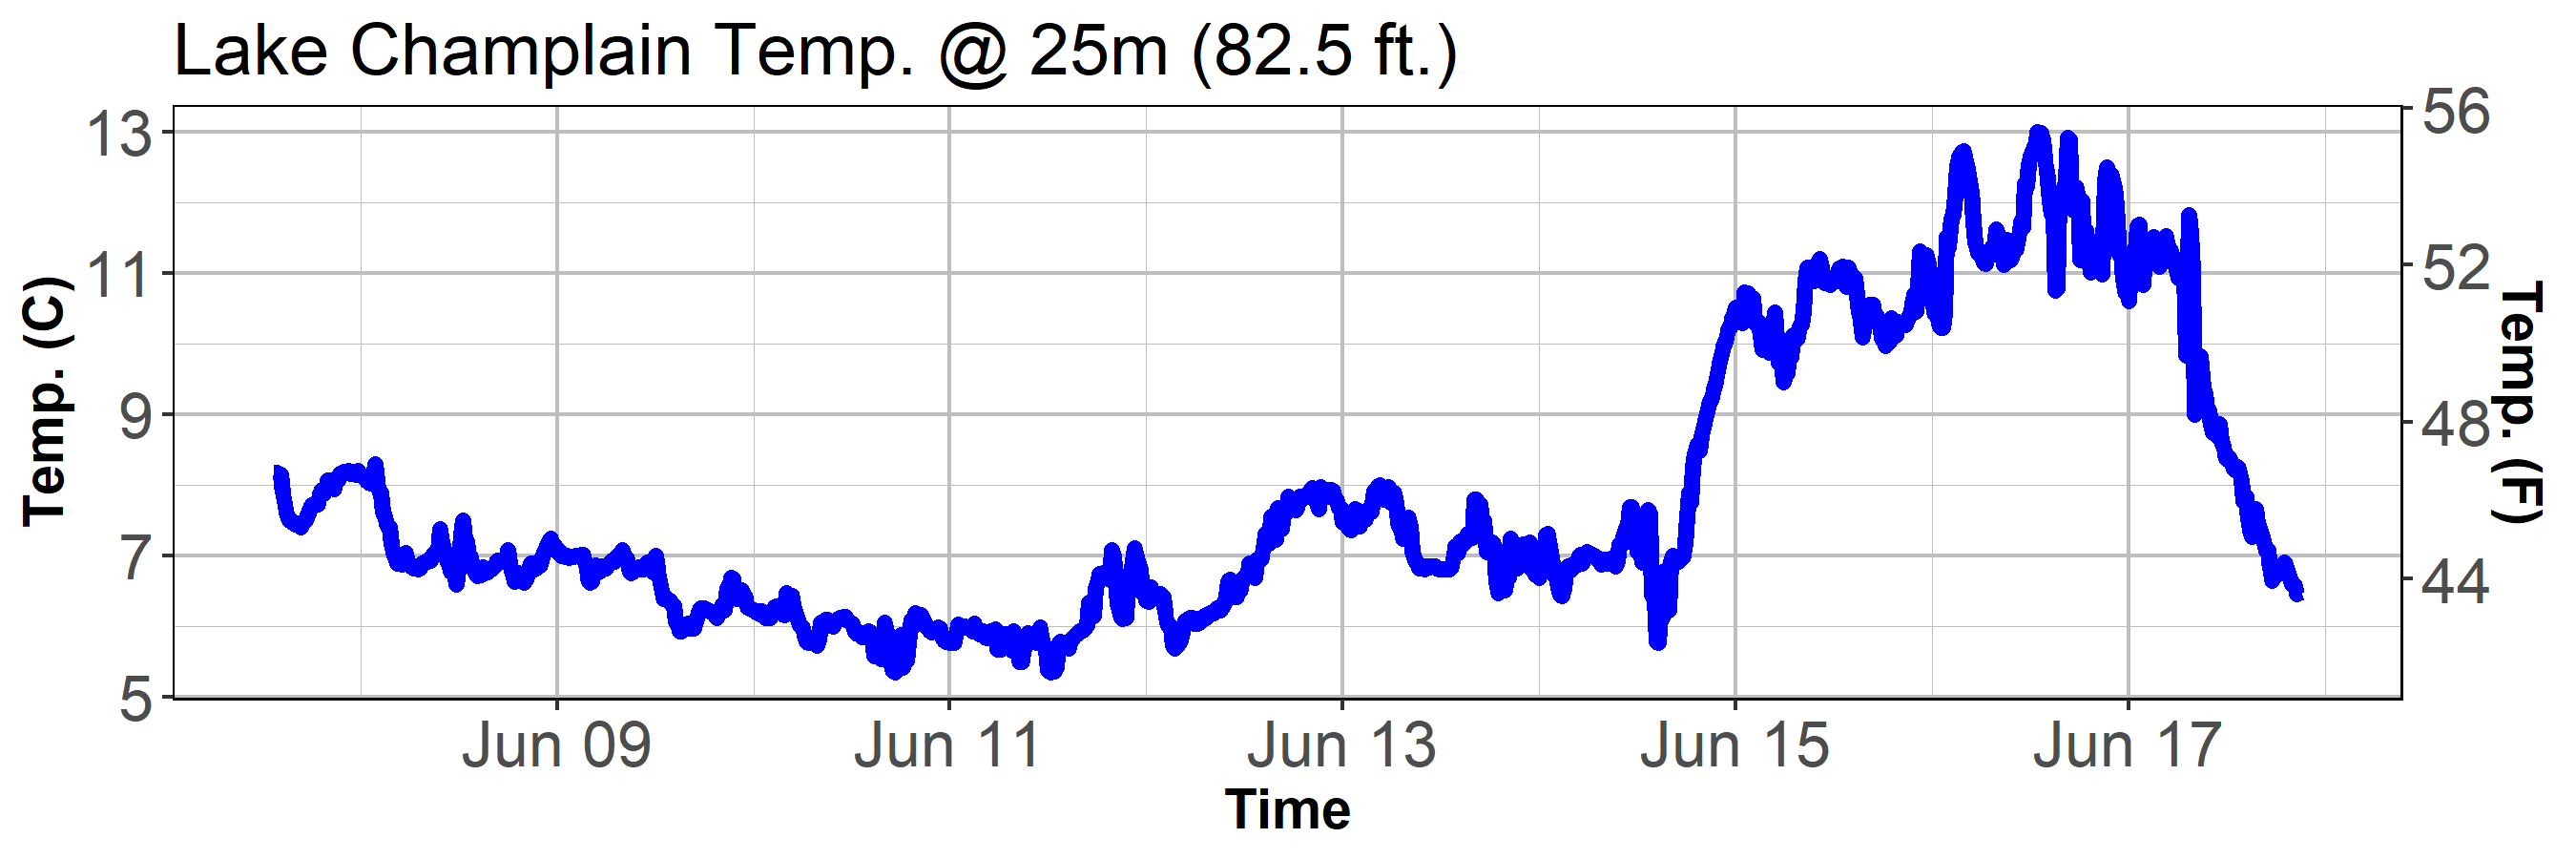 Lake Champlain Temp. @ 25m (82.5 ft.)
Temp. (C)
13
11
9
7
5
56
52
48
44
Temp. (F)
Jun 09 Jun 11 Jun 13 Jun 15 Jun 17
Time